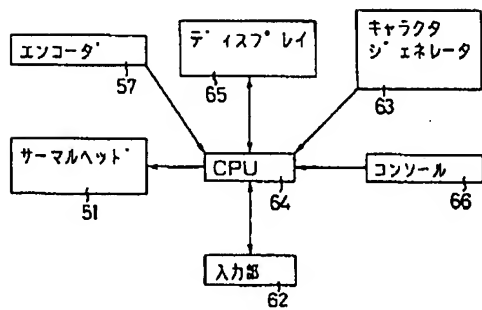 エンコーダ
57
ディスプレイ
65
キャラクタ
ジェネレータ
63
サーマルヘッド
51
CPU
64
コンソール
66
入力部
62